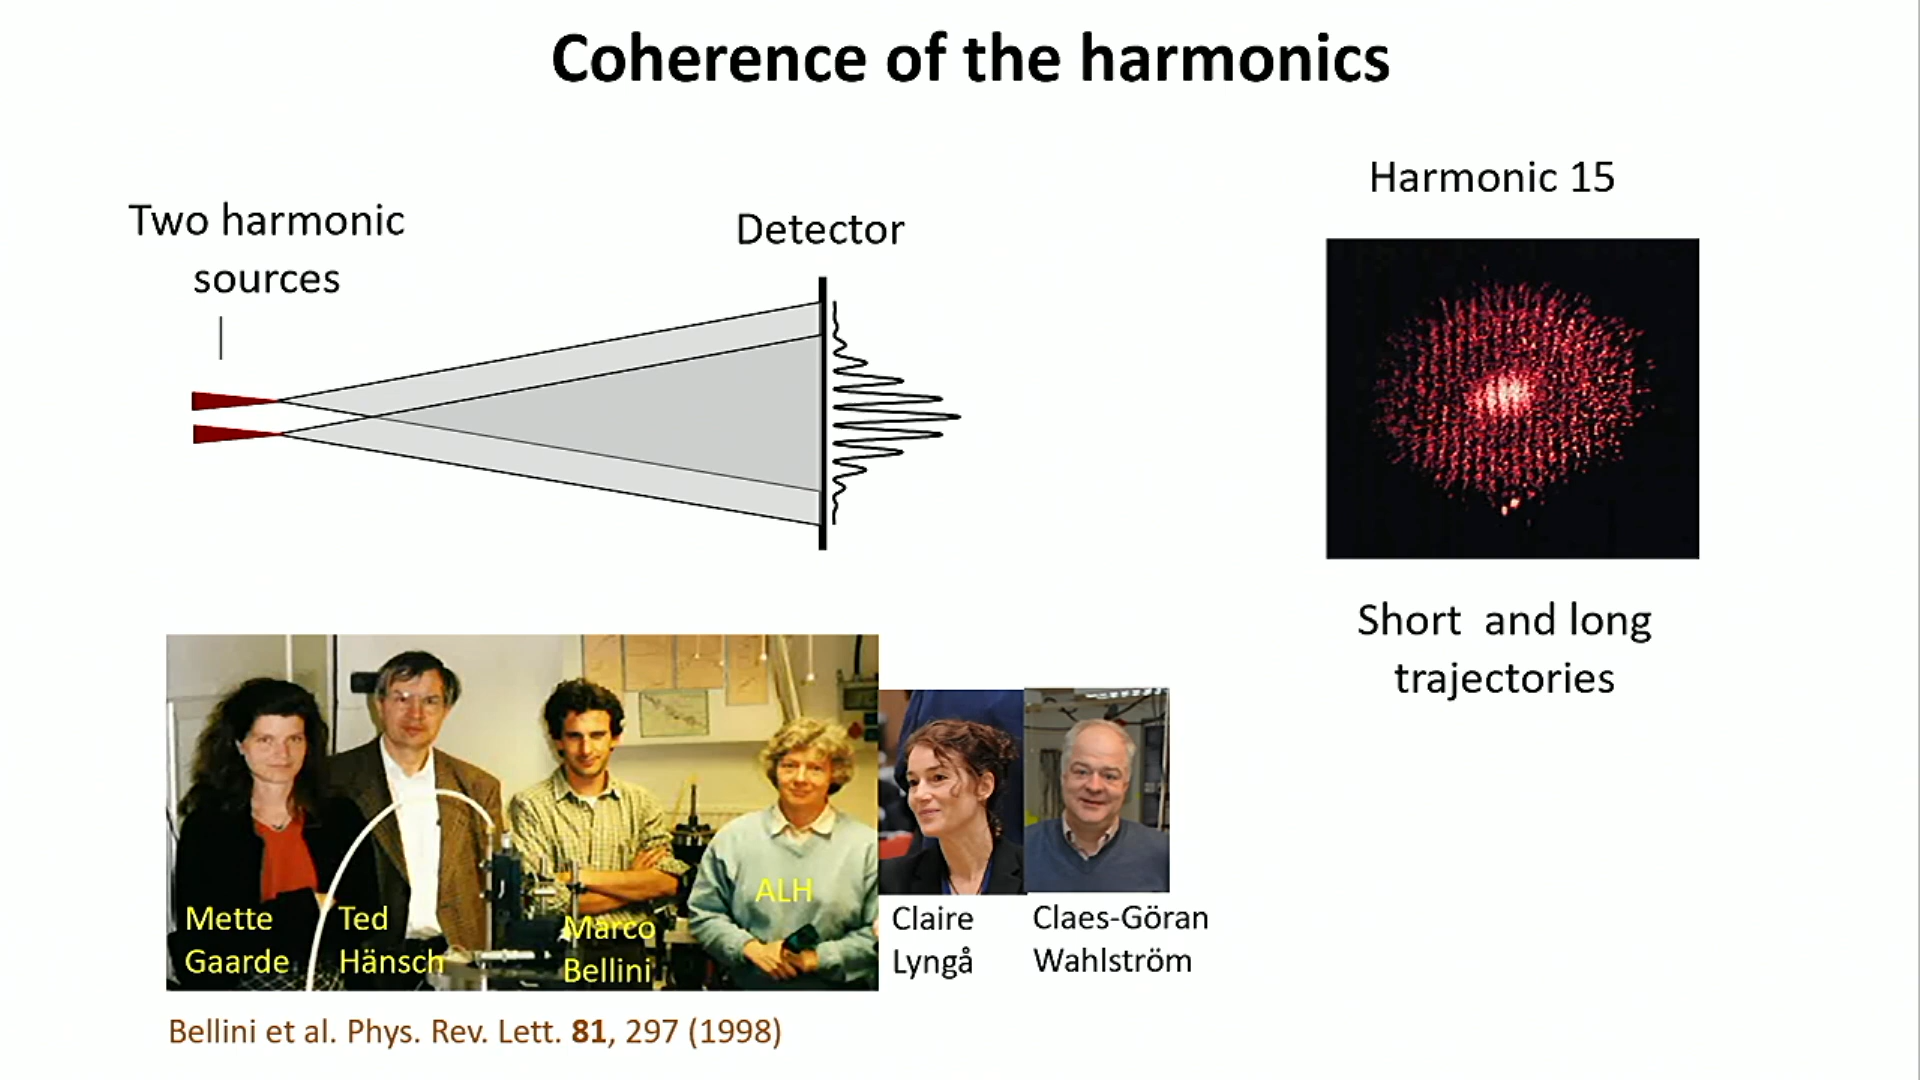 Coherence of the harmonics
Two harmonic
sources
Detector
Harmonic 15
Short and long
trajectories
Mette
Gaarde
Ted
Hänsch
Marco
Bellini
ALH
Claire
Lyngå
Claes-Göran
Wahlström
Bellini et al. Phys. Rev. Lett. 81, 297 (1998)